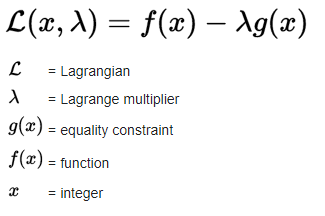 ℒ(x, λ) = f(x) − λg(x)
ℒ = Lagrangian
λ = Lagrange multiplier
g(x) = equality constraint
f(x) = function
x = integer